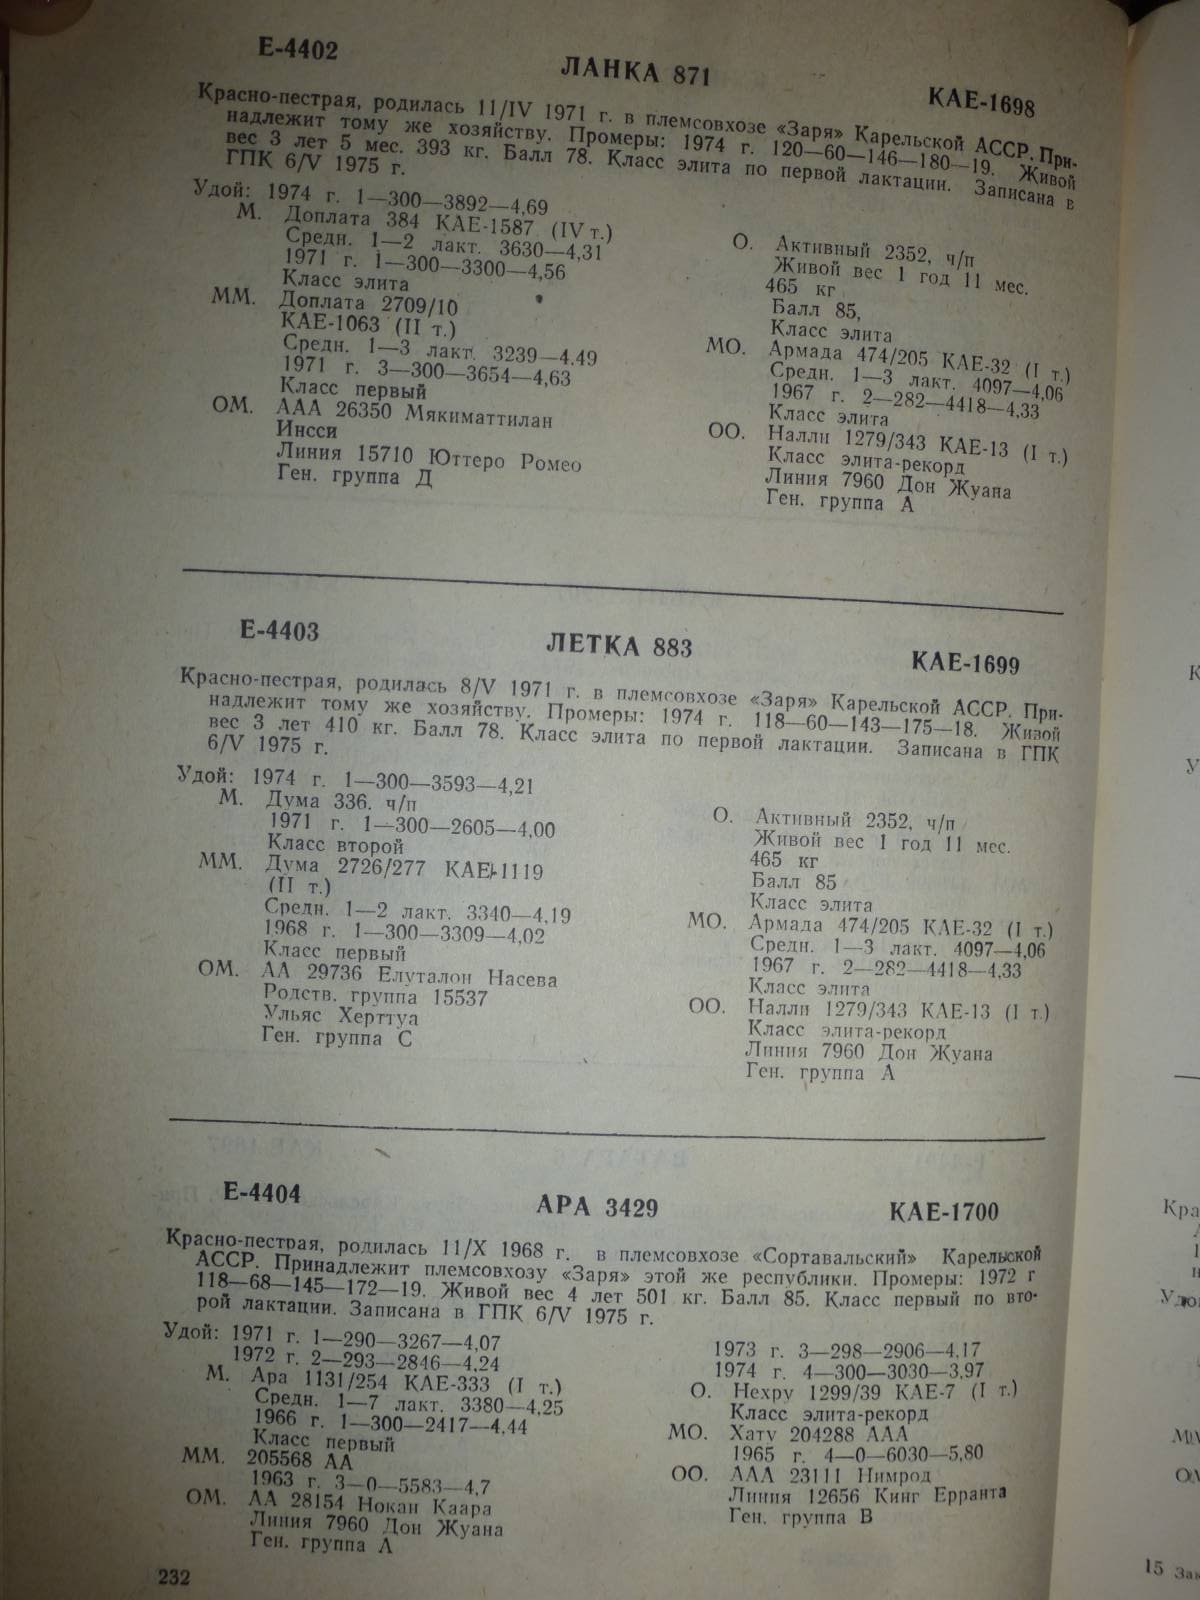 Е-4402
ЛАНКА 871
КАЕ-1698
Красно-пестрая, родилась 11/IV 1971 г. в племсовхозе «Заря» Карельской АССР. При-
надлежит тому же хозяйству. Промеры: 1974 г. 120—60—146—180—19. Живой
вес 3 лет 5 мес. 393 кг. Балл 78. Класс элита по первой лактации. Записана в
ГПК 6/V 1975 г.
Удой: 1974 г. 1—300—3892—4,69
М. Доплата 384 КАЕ-1587 (IV т.)
Средн. 1—2 лакт. 3630—4,31
1971 г. 1—300—3300—4,56
Класс элита
ММ. Доплата 2709/10
КАЕ-1063 (II т.)
Средн. 1—3 лакт. 3239—4,49
1971 г. 3—300—3654—4,63
Класс первый
ОМ. ААА 26350 Мякиматтилан
Инсси
Линия 15710 Юттеро Ромео
Ген. группа Д
О. Активный 2352, ч/п
Живой вес 1 год 11 мес.
465 кг
Балл 85,
Класс элита
МО. Армада 474/205 КАЕ-32 (I т.)
Средн. 1—3 лакт. 4097—4,06
1967 г. 2—282—4418—4,33
Класс элита
ОО. Налли 1279/343 КАЕ-13 (I т.)
Класс элита-рекорд
Линия 7960 Дон Жуана
Ген. группа А
Е-4403
ЛЕТКА 883
КАЕ-1699
Красно-пестрая, родилась 8/V 1971 г. в племсовхозе «Заря» Карельской АССР. При-
надлежит тому же хозяйству. Промеры: 1974 г. 118—60—143—175—18. Живой
вес 3 лет 410 кг. Балл 78. Класс элита по первой лактации. Записана в ГПК
6/V 1975 г.
Удой: 1974 г. 1—300—3593—4,21
М. Дума 336. ч/п
1971 г. 1—300—2605—4,00
Класс второй
ММ. Дума 2726/277 КАЕ-1119
(II т.)
Средн. 1—2 лакт. 3340—4,19
1968 г. 1—300—3309—4,02
Класс первый
ОМ. АА 29736 Елуталон Насева
Родств. группа 15537
Ульяс Херттуа
Ген. группа С
О. Активный 2352, ч/п
Живой вес 1 год 11 мес.
465 кг
Балл 85
Класс элита
МО. Армада 474/205 КАЕ-32 (I т.)
Средн. 1—3 лакт. 4097—4,06
1967 г. 2—282—4418—4,33
Класс элита
ОО. Налли 1279/343 КАЕ-13 (I т.)
Класс элита-рекорд
Линия 7960 Дон Жуана
Ген. группа А
Е-4404
АРА 3429
КАЕ-1700
Красно-пестрая, родилась 11/X 1968 г. в племсовхозе «Сортавальский» Карельской
АССР. Принадлежит племсовхозу «Заря» этой же республики. Промеры: 1972 г
118—68—145—172—19. Живой вес 4 лет 501 кг. Балл 85. Класс первый по вто-
рой лактации. Записана в ГПК 6/V 1975 г.
Удой: 1971 г. 1—290—3267—4,07
1972 г. 2—293—2846—4,24
М. Ара 1131/254 КАЕ-333 (I т.)
Средн. 1—7 лакт. 3380—4,25
1966 г. 1—300—2417—4,44
Класс первый
ММ. 205568 АА
1963 г. 3—0—5583—4,7
ОМ. АА 28154 Нокан Каара
Линия 7960 Дон Жуана
Ген. группа А
1973 г. 3—298—2906—4,17
1974 г. 4—300—3030—3,97
О. Нехру 1299/39 КАЕ-7 (I т.)
Класс элита-рекорд
МО. Хату 204288 ААА
1965 г. 4—0—6030—5,80
ОО. ААА 23111 Нимрод
Линия 12656 Кинг Ерранта
Ген. группа В
232
15 Зак